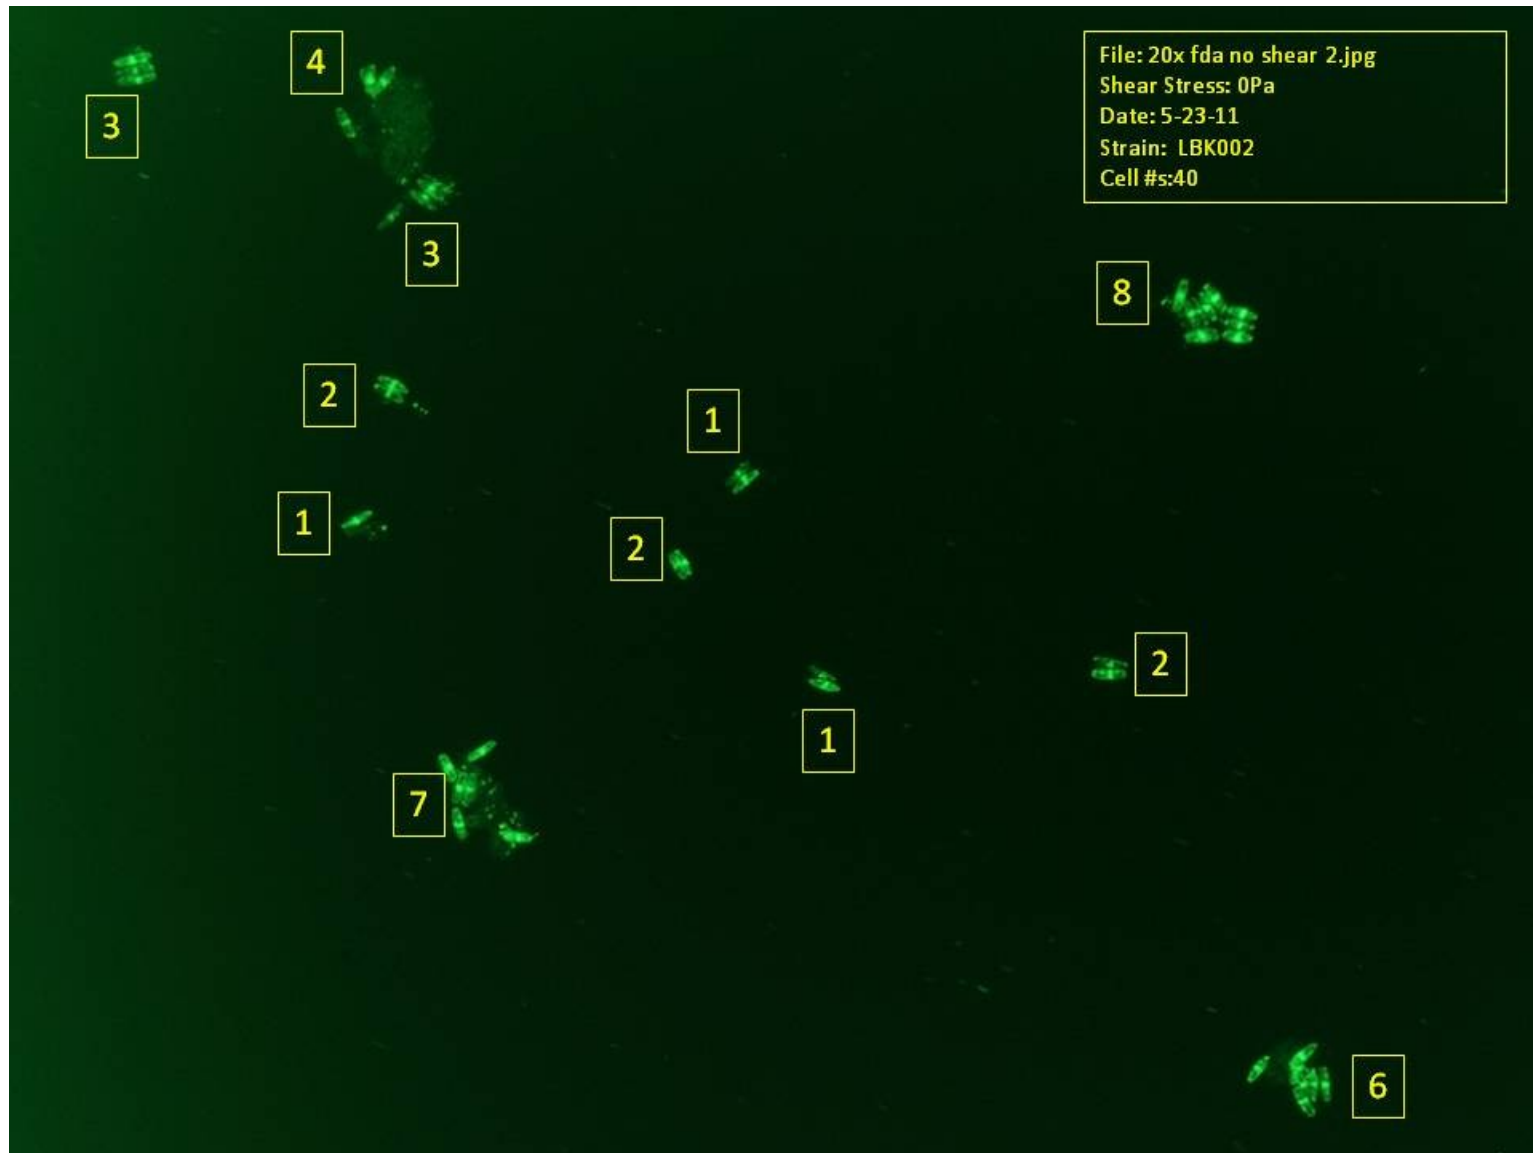 4
3
3
File: 20x fda no shear 2.jpg
Shear Stress: 0Pa
Date: 5-23-11
Strain: LBK002
Cell #s:40
8
2
1
1
2
2
1
7
6